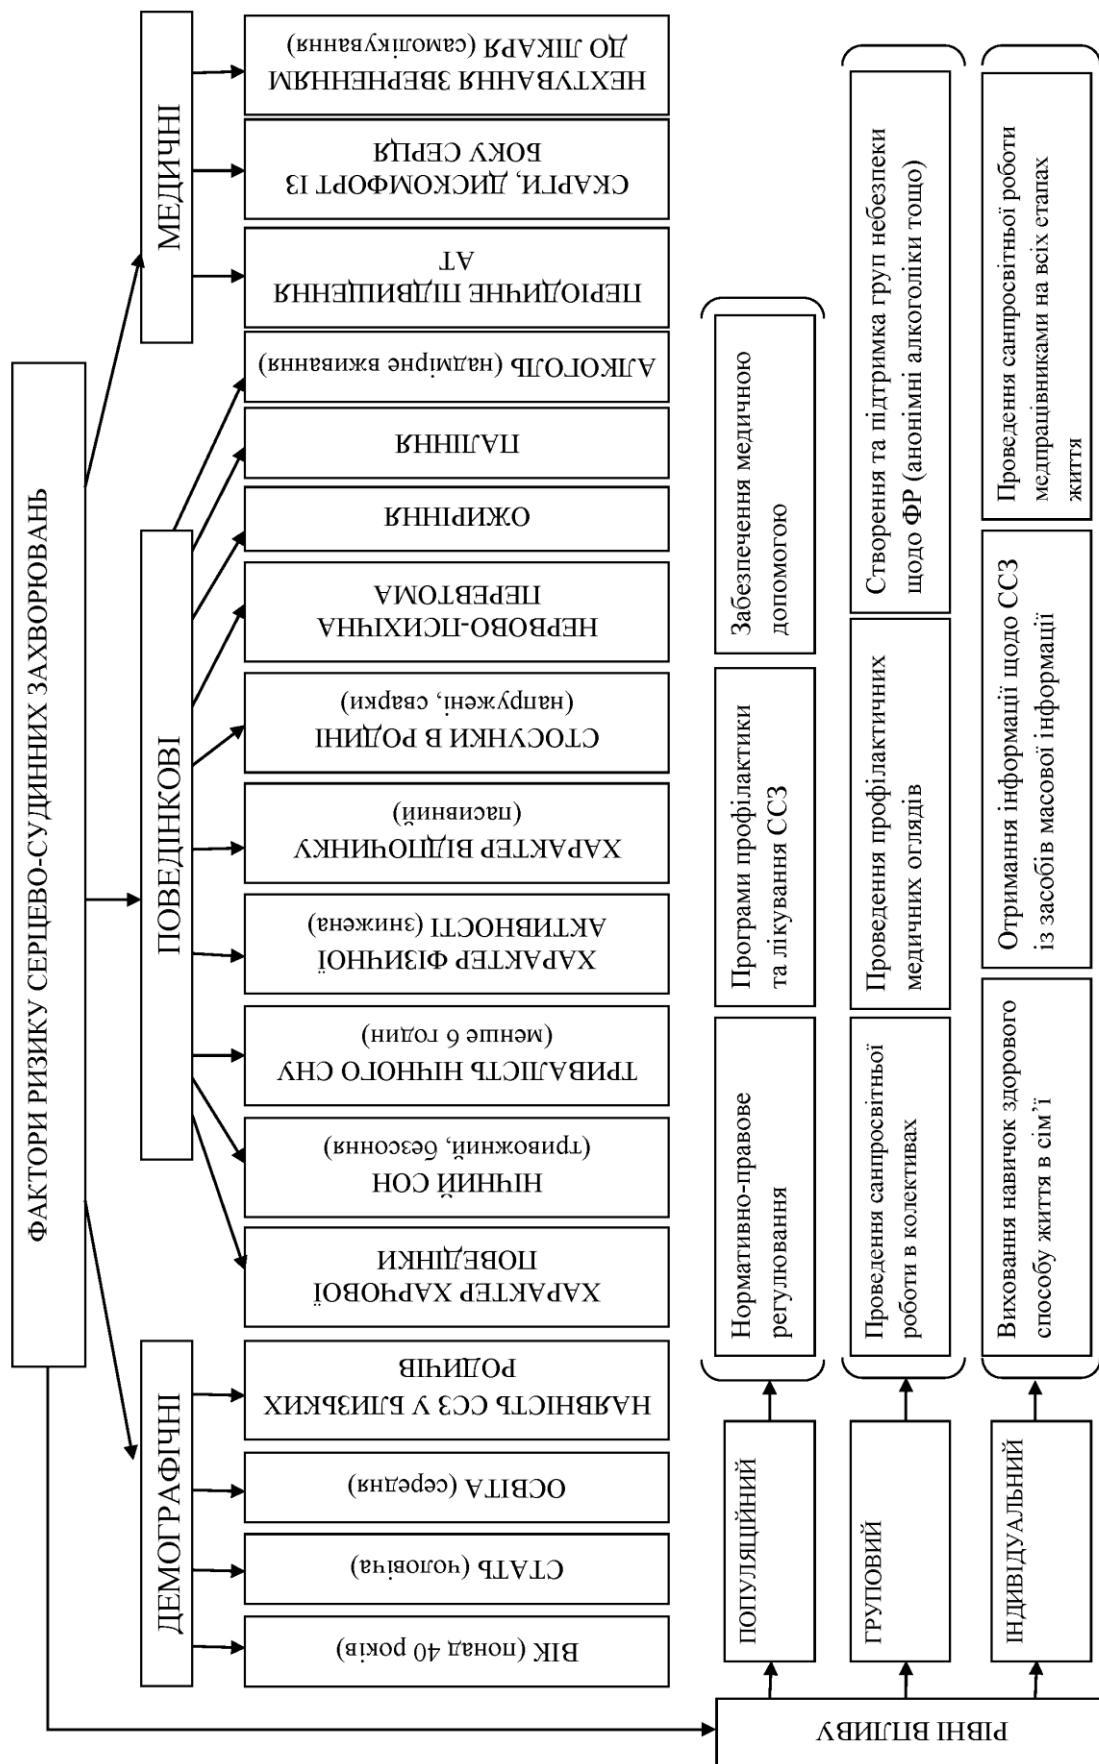 ФАКТОРИ РИЗИКУ СЕРЦЕВО-СУДИННИХ ЗАХВОРЮВАНЬ
ДЕМОГРАФІЧНІ
ПОВЕДІНКОВІ
МЕДИЧНІ
ВІК (понад 40 років)
СТАТЬ (чоловіча)
ОСВІТА (середня)
НАЯВНІСТЬ ССЗ У БЛИЗЬКИХ
РОДИЧІВ
ХАРАКТЕР ХАРЧОВОЇ
ПОВЕДІНКИ
НІЧНИЙ СОН
(тривожний, безсоння)
ТРИВАЛІСТЬ НІЧНОГО СНУ
(менше 6 годин)
ХАРАКТЕР ФІЗИЧНОЇ
АКТИВНОСТІ (знижена)
ХАРАКТЕР ВІДПОЧИНКУ
(пасивний)
СТОСУНКИ В РОДИНІ
(напружені, сварки)
НЕРВОВО-ПСИХІЧНА
ПЕРЕВТОМА
ОЖИРІННЯ
ПАЛІННЯ
АЛКОГОЛЬ (надмірне вживання)
ПЕРІОДИЧНЕ ПІДВИЩЕННЯ
АТ
СКАРГИ, ДИСКОМФОРТ ІЗ
БОКУ СЕРЦЯ
НЕХТУВАННЯ ЗВЕРНЕННЯМ
ДО ЛІКАРЯ (самолікування)
РІВНІ ВПЛИВУ
ПОПУЛЯЦІЙНИЙ
Нормативно-правове
регулювання
Програми профілактики
та лікування ССЗ
Забезпечення медичною
допомогою
ГРУПОВИЙ
Проведення санпросвітньої
роботи в колективах
Проведення профілактичних
медичних оглядів
Створення та підтримка груп небезпеки
щодо ФР (анонімні алкоголіки тощо)
ІНДИВІДУАЛЬНИЙ
Виховання навичок здорового
способу життя в сім’ї
Отримання інформації щодо ССЗ
із засобів масової інформації
Проведення санпросвітньої роботи
медпрацівниками на всіх етапах
життя